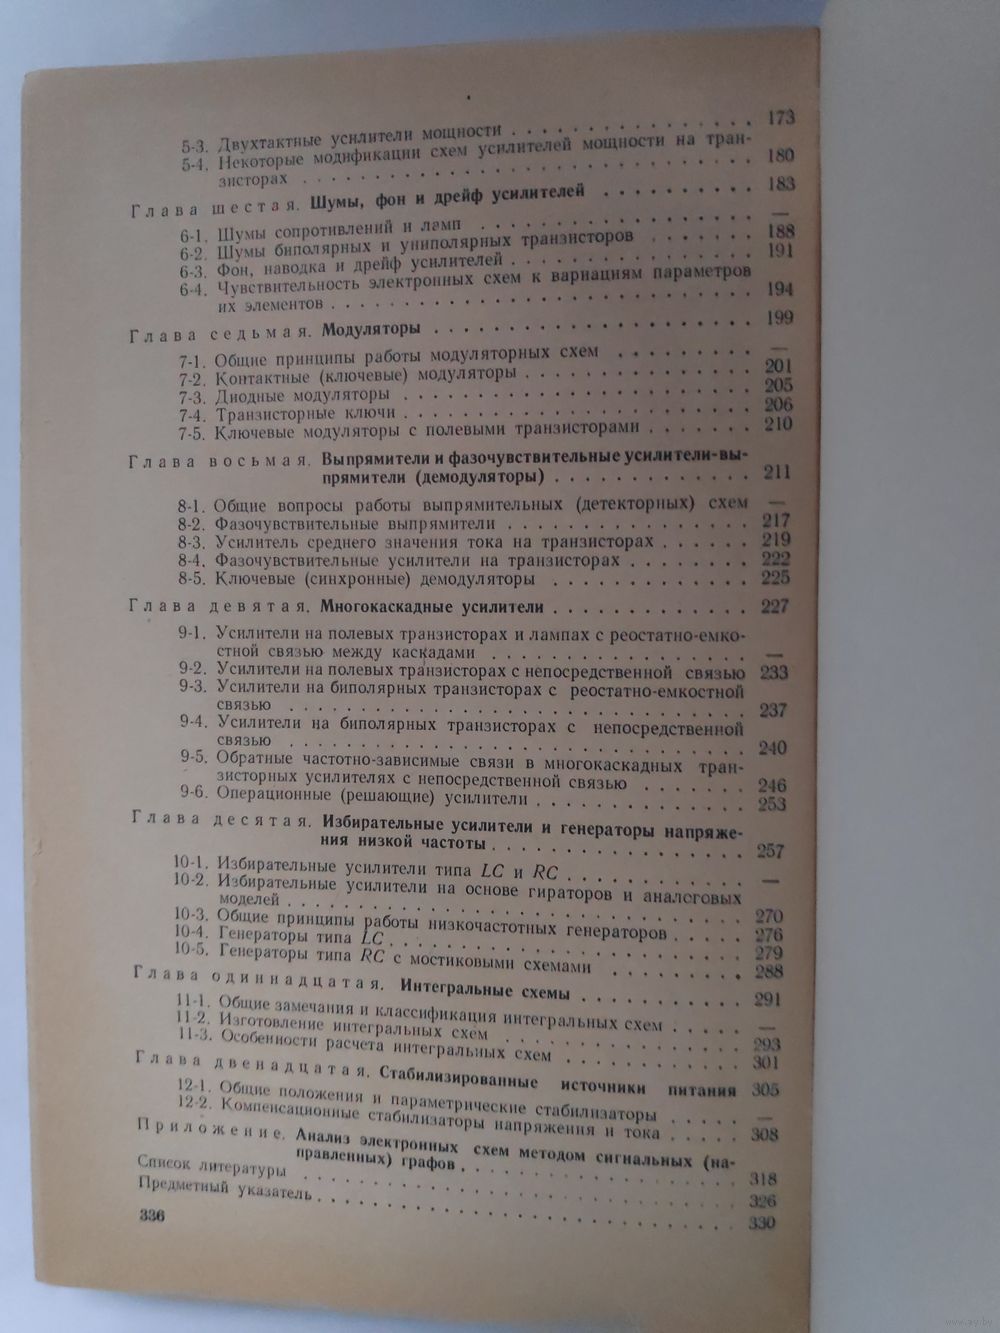 5-3. Двухтактные усилители мощности . . . . . . . . . . . . . . . . 173
5-4. Некоторые модификации схем усилителей мощности на тран-
зисторах . . . . . . . . . . . . . . . . . . . . . . . . . . 180
Глава шестая. Шумы, фон и дрейф усилителей . . . . . . . . . . 183
6-1. Шумы сопротивлений и ламп . . . . . . . . . . . . . . . . —
6-2. Шумы биполярных и униполярных транзисторов . . . . . . . 188
6-3. Фон, наводка и дрейф усилителей . . . . . . . . . . . . . . 191
6-4. Чувствительность электронных схем к вариациям параметров
их элементов . . . . . . . . . . . . . . . . . . . . . . . . 194
Глава седьмая. Модуляторы . . . . . . . . . . . . . . . . . . . 199
7-1. Общие принципы работы модуляторных схем . . . . . . . . . —
7-2. Контактные (ключевые) модуляторы . . . . . . . . . . . . . 201
7-3. Диодные модуляторы . . . . . . . . . . . . . . . . . . . . 205
7-4. Транзисторные ключи . . . . . . . . . . . . . . . . . . . . 206
7-5. Ключевые модуляторы с полевыми транзисторами . . . . . . . 210
Глава восьмая. Выпрямители и фазочувствительные усилители-вы-
прямители (демодуляторы) . . . . . . . . . . . . . 211
8-1. Общие вопросы работы выпрямительных (детекторных) схем —
8-2. Фазочувствительные выпрямители . . . . . . . . . . . . . . 217
8-3. Усилитель среднего значения тока на транзисторах . . . . . . 219
8-4. Фазочувствительные усилители на транзисторах . . . . . . . . 222
8-5. Ключевые (синхронные) демодуляторы . . . . . . . . . . . . 225
Глава девятая. Многокаскадные усилители . . . . . . . . . . . . . 227
9-1. Усилители на полевых транзисторах и лампах с реостатно-емко-
стной связью между каскадами . . . . . . . . . . . . . . . —
9-2. Усилители на полевых транзисторах с непосредственной связью 233
9-3. Усилители на биполярных транзисторах с реостатно-емкостной
связью . . . . . . . . . . . . . . . . . . . . . . . . . . . 237
9-4. Усилители на биполярных транзисторах с непосредственной
связью . . . . . . . . . . . . . . . . . . . . . . . . . . . 240
9-5. Обратные частотно-зависимые связи в многокаскадных тран-
зисторных усилителях с непосредственной связью . . . . . . . 246
9-6. Операционные (решающие) усилители . . . . . . . . . . . . . 253
Глава десятая. Избирательные усилители и генераторы напряже-
ния низкой частоты . . . . . . . . . . . . . . . . 257
10-1. Избирательные усилители типа LC и RC . . . . . . . . . . . —
10-2. Избирательные усилители на основе гираторов и аналоговых
моделей . . . . . . . . . . . . . . . . . . . . . . . . . . 270
10-3. Общие принципы работы низкочастотных генераторов . . . . . 276
10-4. Генераторы типа LC . . . . . . . . . . . . . . . . . . . . 279
10-5. Генераторы типа RC с мостиковыми схемами . . . . . . . . . 288
Глава одиннадцатая. Интегральные схемы . . . . . . . . . . . 291
11-1. Общие замечания и классификация интегральных схем . . . . . —
11-2. Изготовление интегральных схем . . . . . . . . . . . . . . . 293
11-3. Особенности расчета интегральных схем . . . . . . . . . . . 301
Глава двенадцатая. Стабилизированные источники питания 305
12-1. Общие положения и параметрические стабилизаторы . . . . . —
12-2. Компенсационные стабилизаторы напряжения и тока . . . . . 308
Приложение. Анализ электронных схем методом сигнальных (на-
правленных) графов . . . . . . . . . . . . . . . . . 318
Список литературы . . . . . . . . . . . . . . . . . . . . . . . . 326
Предметный указатель . . . . . . . . . . . . . . . . . . . . . . . 330
336
www.ay.by